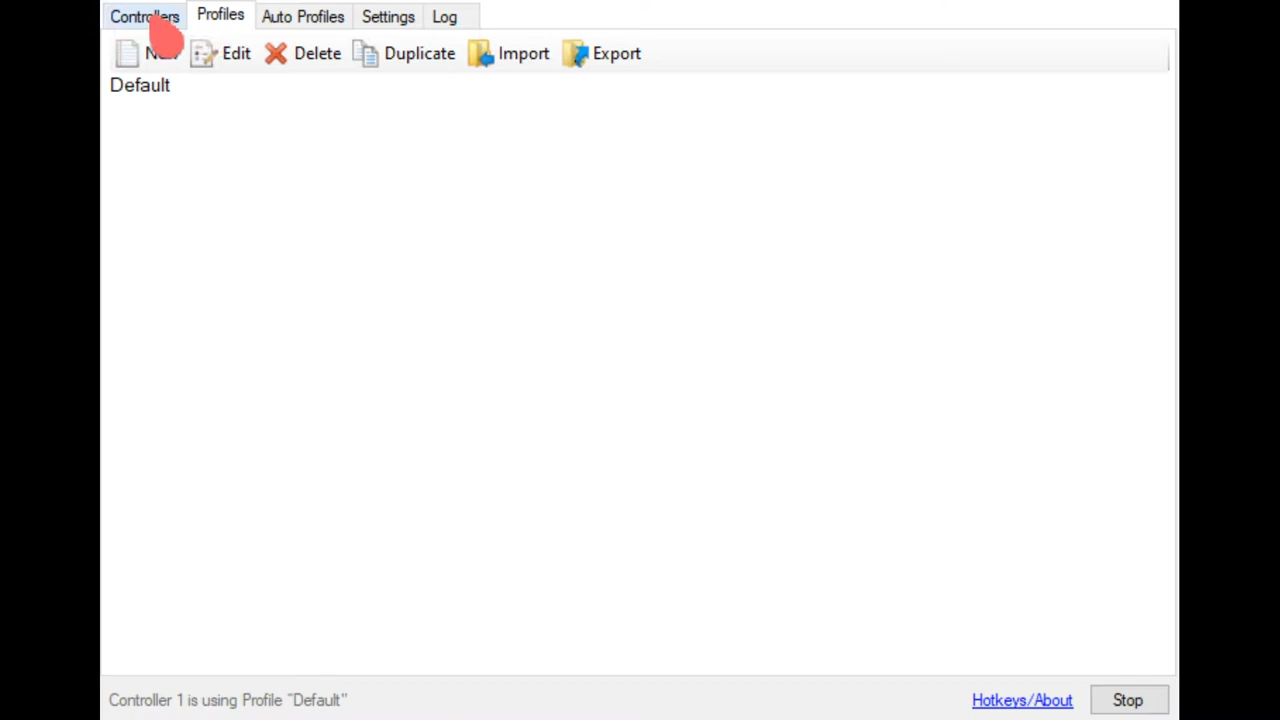 Controllers Profiles Auto Profiles Settings Log
Edit Delete Duplicate Import Export
Default
Controller 1 is using Profile "Default" Hotkeys/About Stop